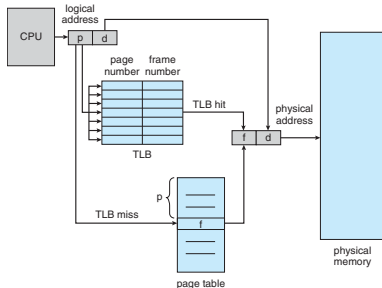 logical
address
CPU
p d
page
number
frame
number
TLB hit
physical
address
f d
TLB
p
TLB miss
f
page table
physical
memory